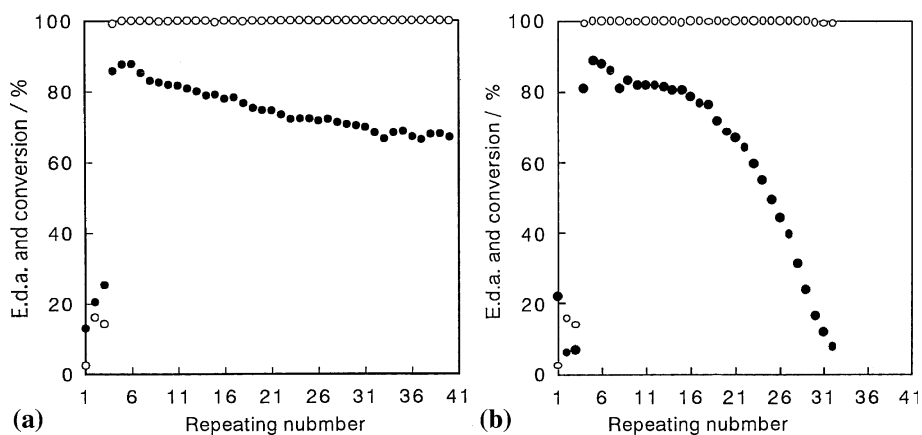 E.d.a. and conversion / %
100
80
60
40
20
0
1 6 11 16 21 26 31 36 41
(a) Repeating nubmber
E.d.a. and conversion / %
100
80
60
40
20
0
1 6 11 16 21 26 31 36 41
(b) Repeating nubmber